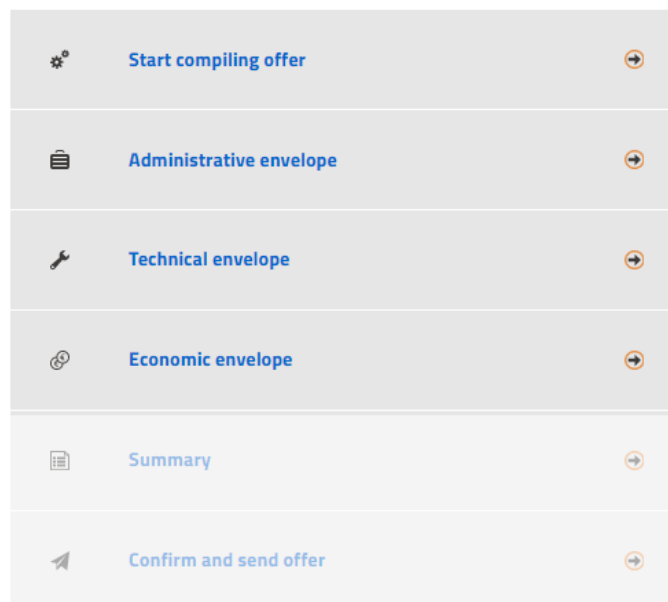 Start compiling offer
Administrative envelope
Technical envelope
Economic envelope
Summary
Confirm and send offer